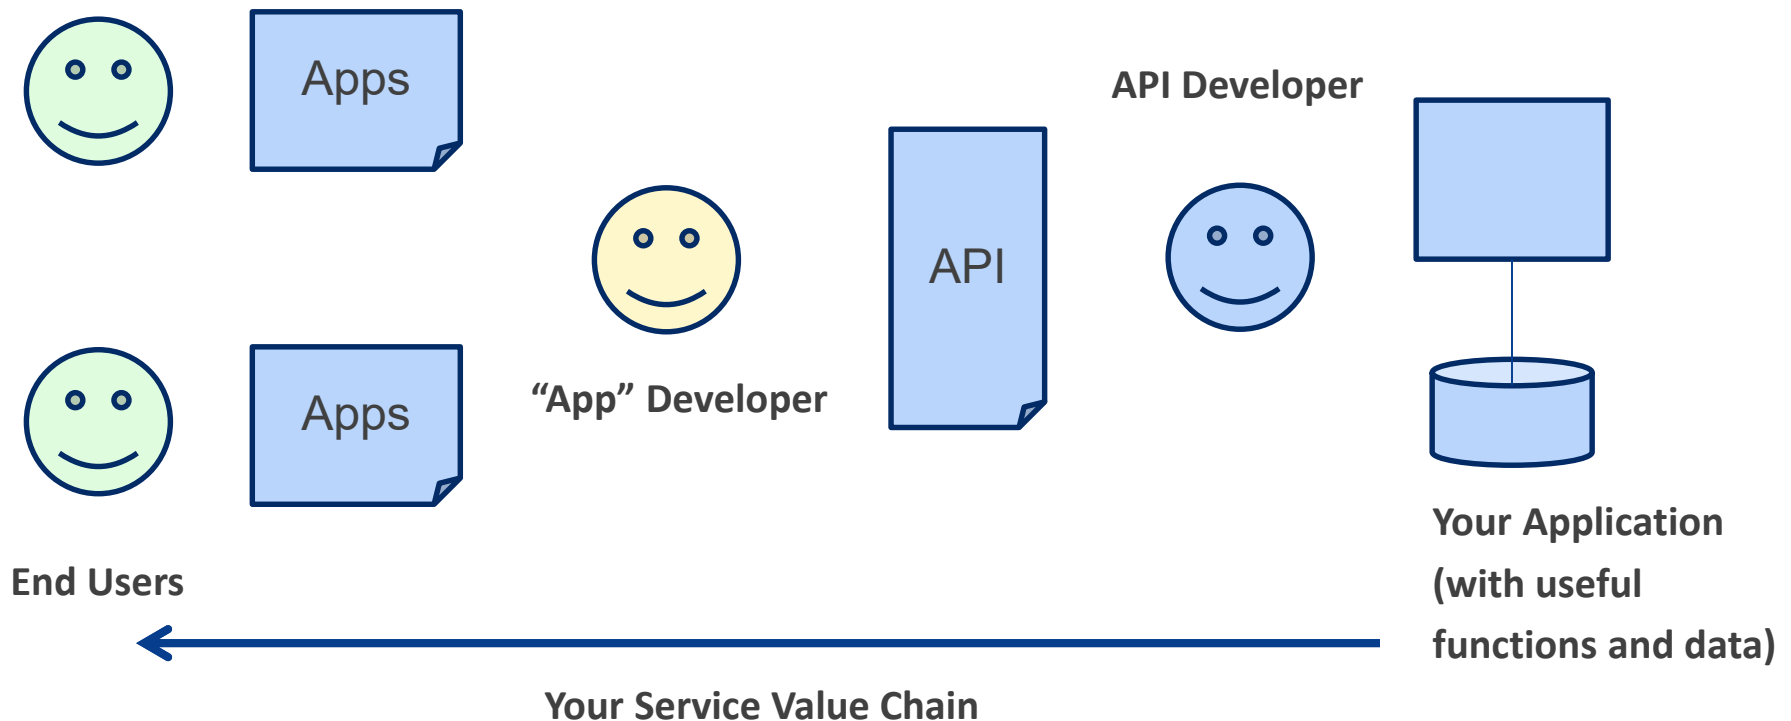 Apps
API Developer
API
“App” Developer
Apps
Your Application
(with useful
functions and data)
End Users
Your Service Value Chain